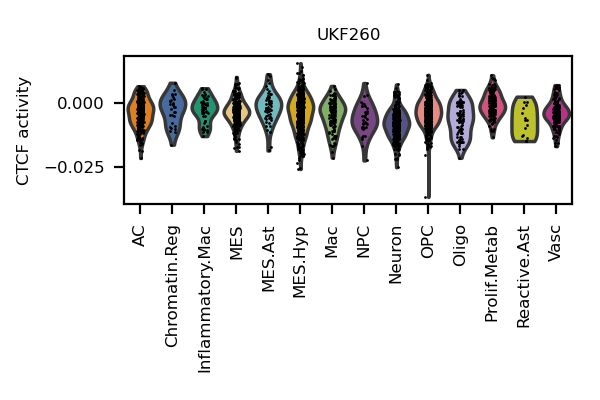 UKF260
CTCF activity
0.000
−0.025
AC
Chromatin.Reg
Inflammatory.Mac
MES
MES.Ast
MES.Hyp
Mac
NPC
Neuron
OPC
Oligo
Prolif.Metab
Reactive.Ast
Vasc